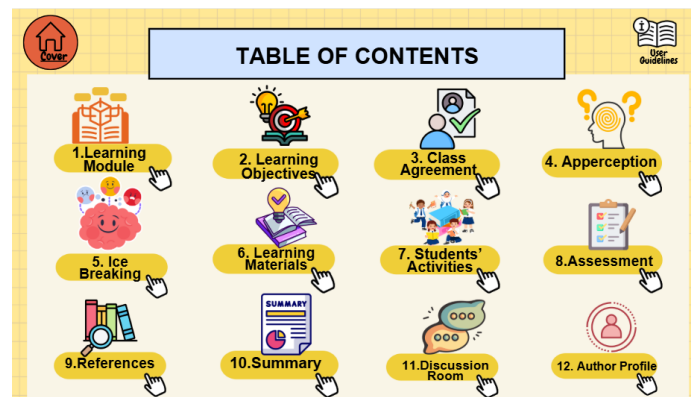 Cover
TABLE OF CONTENTS
User
Guidelines
1.Learning
Module
2. Learning
Objectives
3. Class
Agreement
4. Apperception
5. Ice
Breaking
6. Learning
Materials
7. Students’
Activities
8.Assessment
SUMMARY
9.References
10.Summary
11.Discussion
Room
12. Author Profile